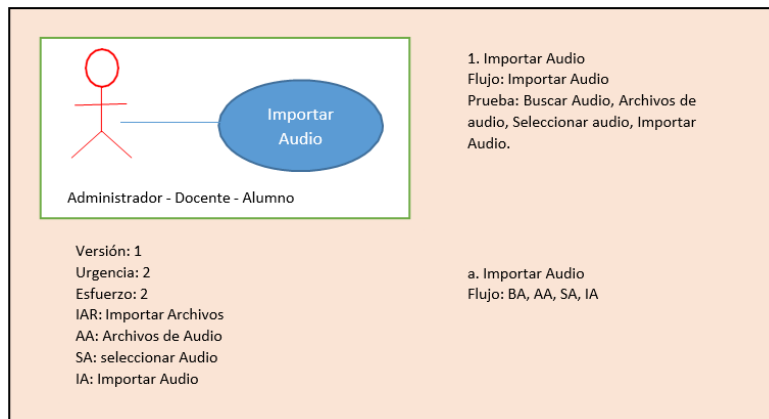 Importar
Audio
Administrador - Docente - Alumno
1. Importar Audio
Flujo: Importar Audio
Prueba: Buscar Audio, Archivos de
audio, Seleccionar audio, Importar
Audio.
Versión: 1
Urgencia: 2
Esfuerzo: 2
IAR: Importar Archivos
AA: Archivos de Audio
SA: seleccionar Audio
IA: Importar Audio
a. Importar Audio
Flujo: BA, AA, SA, IA